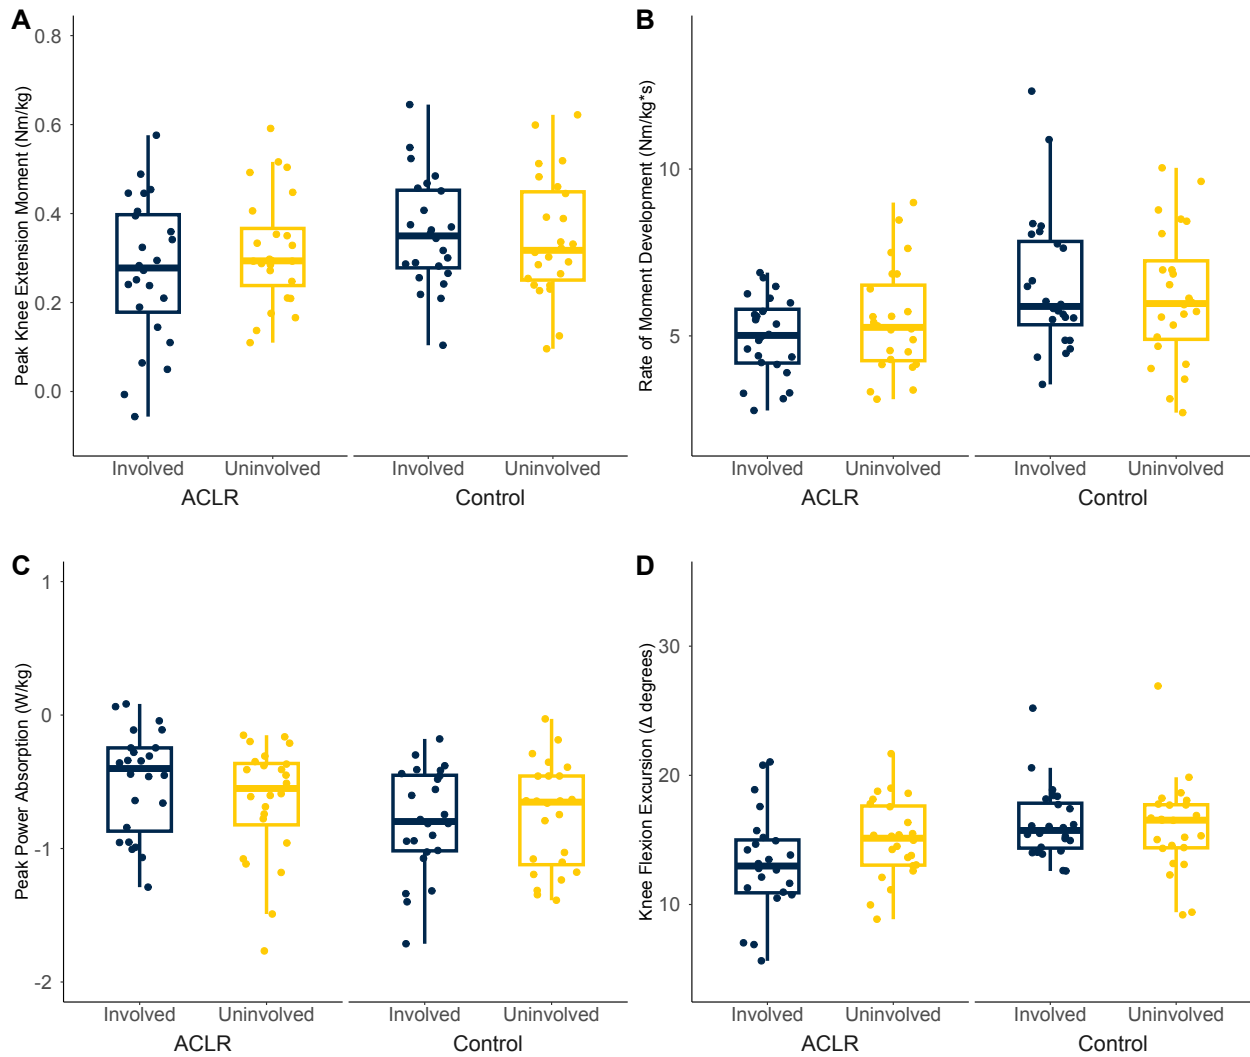 A
Peak Knee Extension Moment (Nm/kg)
0.8
0.6
0.4
0.2
0.0
Involved Uninvolved Involved Uninvolved
ACLR Control
B
Rate of Moment Development (Nm/kg*s)
10
5
Involved Uninvolved Involved Uninvolved
ACLR Control
C
Peak Power Absorption (W/kg)
1
0
-1
-2
Involved Uninvolved Involved Uninvolved
ACLR Control
D
Knee Flexion Excursion (Δ degrees)
30
20
10
Involved Uninvolved Involved Uninvolved
ACLR Control